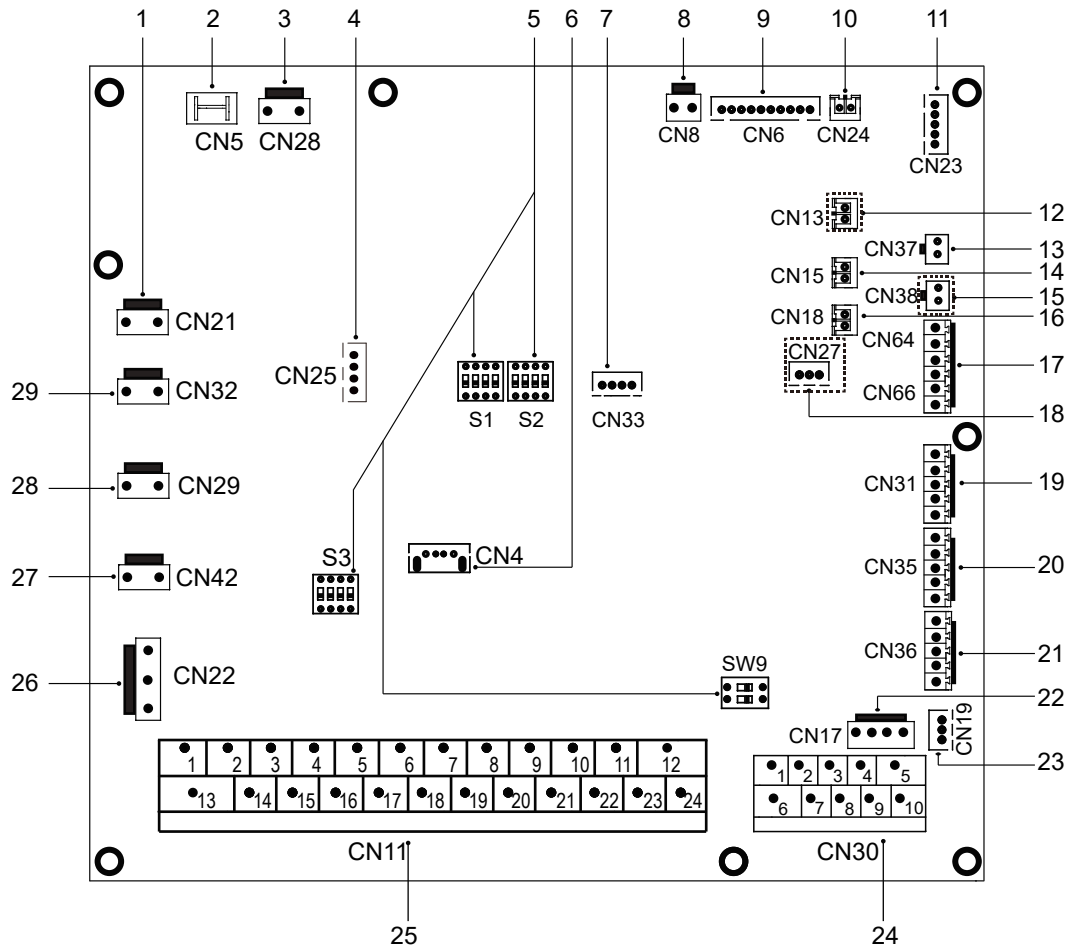 1 2 3 4 5 6 7 8 9 10 11
CN5 CN28 CN8 CN6 CN24
CN23
CN13 12
CN37 13
CN15 14
CN38 15
CN18 16
CN21
CN64
CN27
CN25
17
29 CN32
CN66
S1 S2 CN33
18
28 CN29 CN31 19
S3 CN4
27 CN42 CN35 20
CN36 21
26 CN22 SW9
22
CN17 CN19
23
1 2 3 4 5 6 7 8 9 10 11 12
13 14 15 16 17 18 19 20 21 22 23 24
1 2 3 4 5
6 7 8 9 10
CN11 CN30
25 24